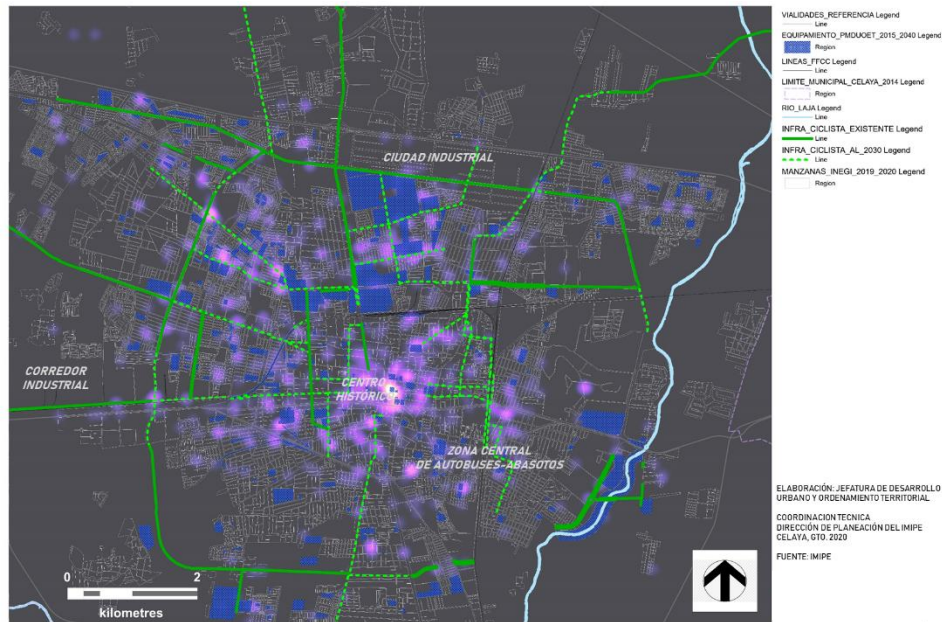 VIALIDADES_REFERENCIA Legend
Line
EQUIPAMIENTO_PMDUOET_2015_2040 Legend
Region
LINEAS_FFCC Legend
Line
LIMITE_MUNICIPAL_CELAYA_2014 Legend
Region
RIO_LAJA Legend
Line
INFRA_CICLISTA_EXISTENTE Legend
Line
INFRA_CICLISTA_AL_2030 Legend
Line
MANZANAS_INEGI_2019_2020 Legend
Region
CIUDAD INDUSTRIAL
CORREDOR
INDUSTRIAL
CENTRO
HISTÓRICO
ZONA CENTRAL
DE AUTOBUSES-ABASOTOS
0 2
kilometres
ELABORACIÓN: JEFATURA DE DESARROLLO
URBANO Y ORDENAMIENTO TERRITORIAL
COORDINACION TECNICA
DIRECCIÓN DE PLANEACIÓN DEL IMIPE
CELAYA, GTO. 2020
FUENTE: IMIPE